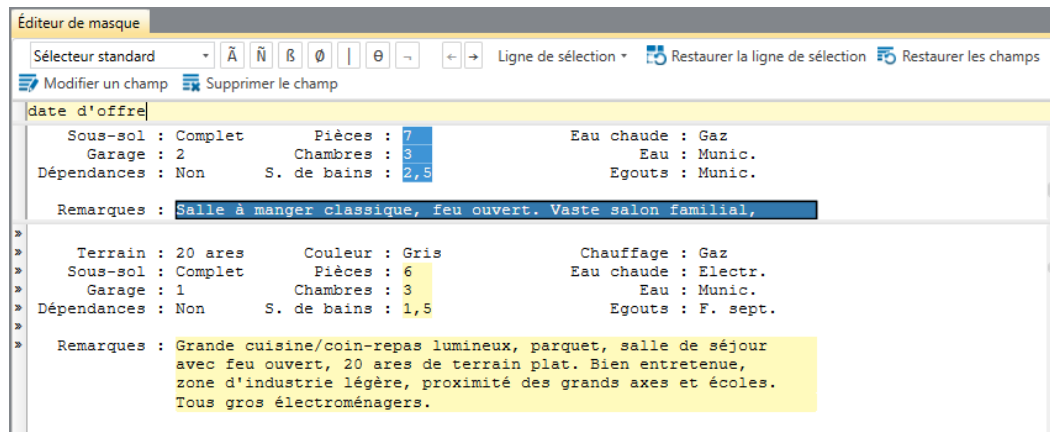 Éditeur de masque
Sélecteur standard Ã Ñ ß Ø | Ө ¬ ← → Ligne de sélection Restaurer la ligne de sélection Restaurer les champs
Modifier un champ Supprimer le champ
date d'offre
Sous-sol : Complet Pièces : 7 Eau chaude : Gaz
Garage : 2 Chambres : 3 Eau : Munic.
Dépendances : Non S. de bains : 2,5 Egouts : Munic.
Remarques : Salle à manger classique, feu ouvert. Vaste salon familial,
»
» Terrain : 20 ares Couleur : Gris Chauffage : Gaz
» Sous-sol : Complet Pièces : 6 Eau chaude : Electr.
» Garage : 1 Chambres : 3 Eau : Munic.
» Dépendances : Non S. de bains : 1,5 Egouts : F. sept.
»
» Remarques : Grande cuisine/coin-repas lumineux, parquet, salle de séjour
avec feu ouvert, 20 ares de terrain plat. Bien entretenue,
zone d'industrie légère, proximité des grands axes et écoles.
Tous gros électroménagers.